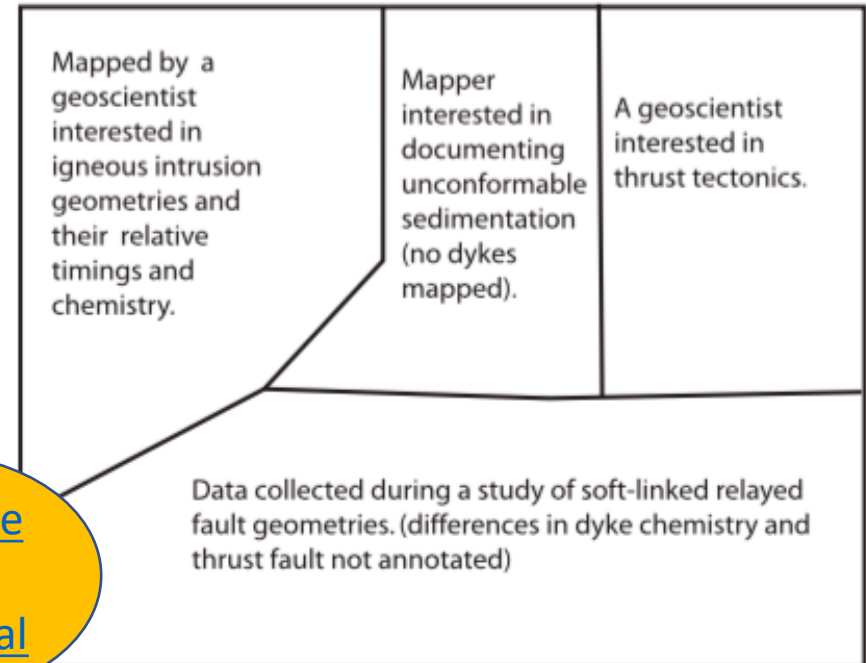 Mapped by a
geoscientist
interested in
igneous intrusion
geometries and
their relative
timings and
chemistry.
Mapper
interested in
documenting
unconformable
sedimentation
(no dykes
mapped).
A geoscientist
interested in
thrust tectonics.
Data collected during a study of soft-linked relayed
fault geometries. (differences in dyke chemistry and
thrust fault not annotated)